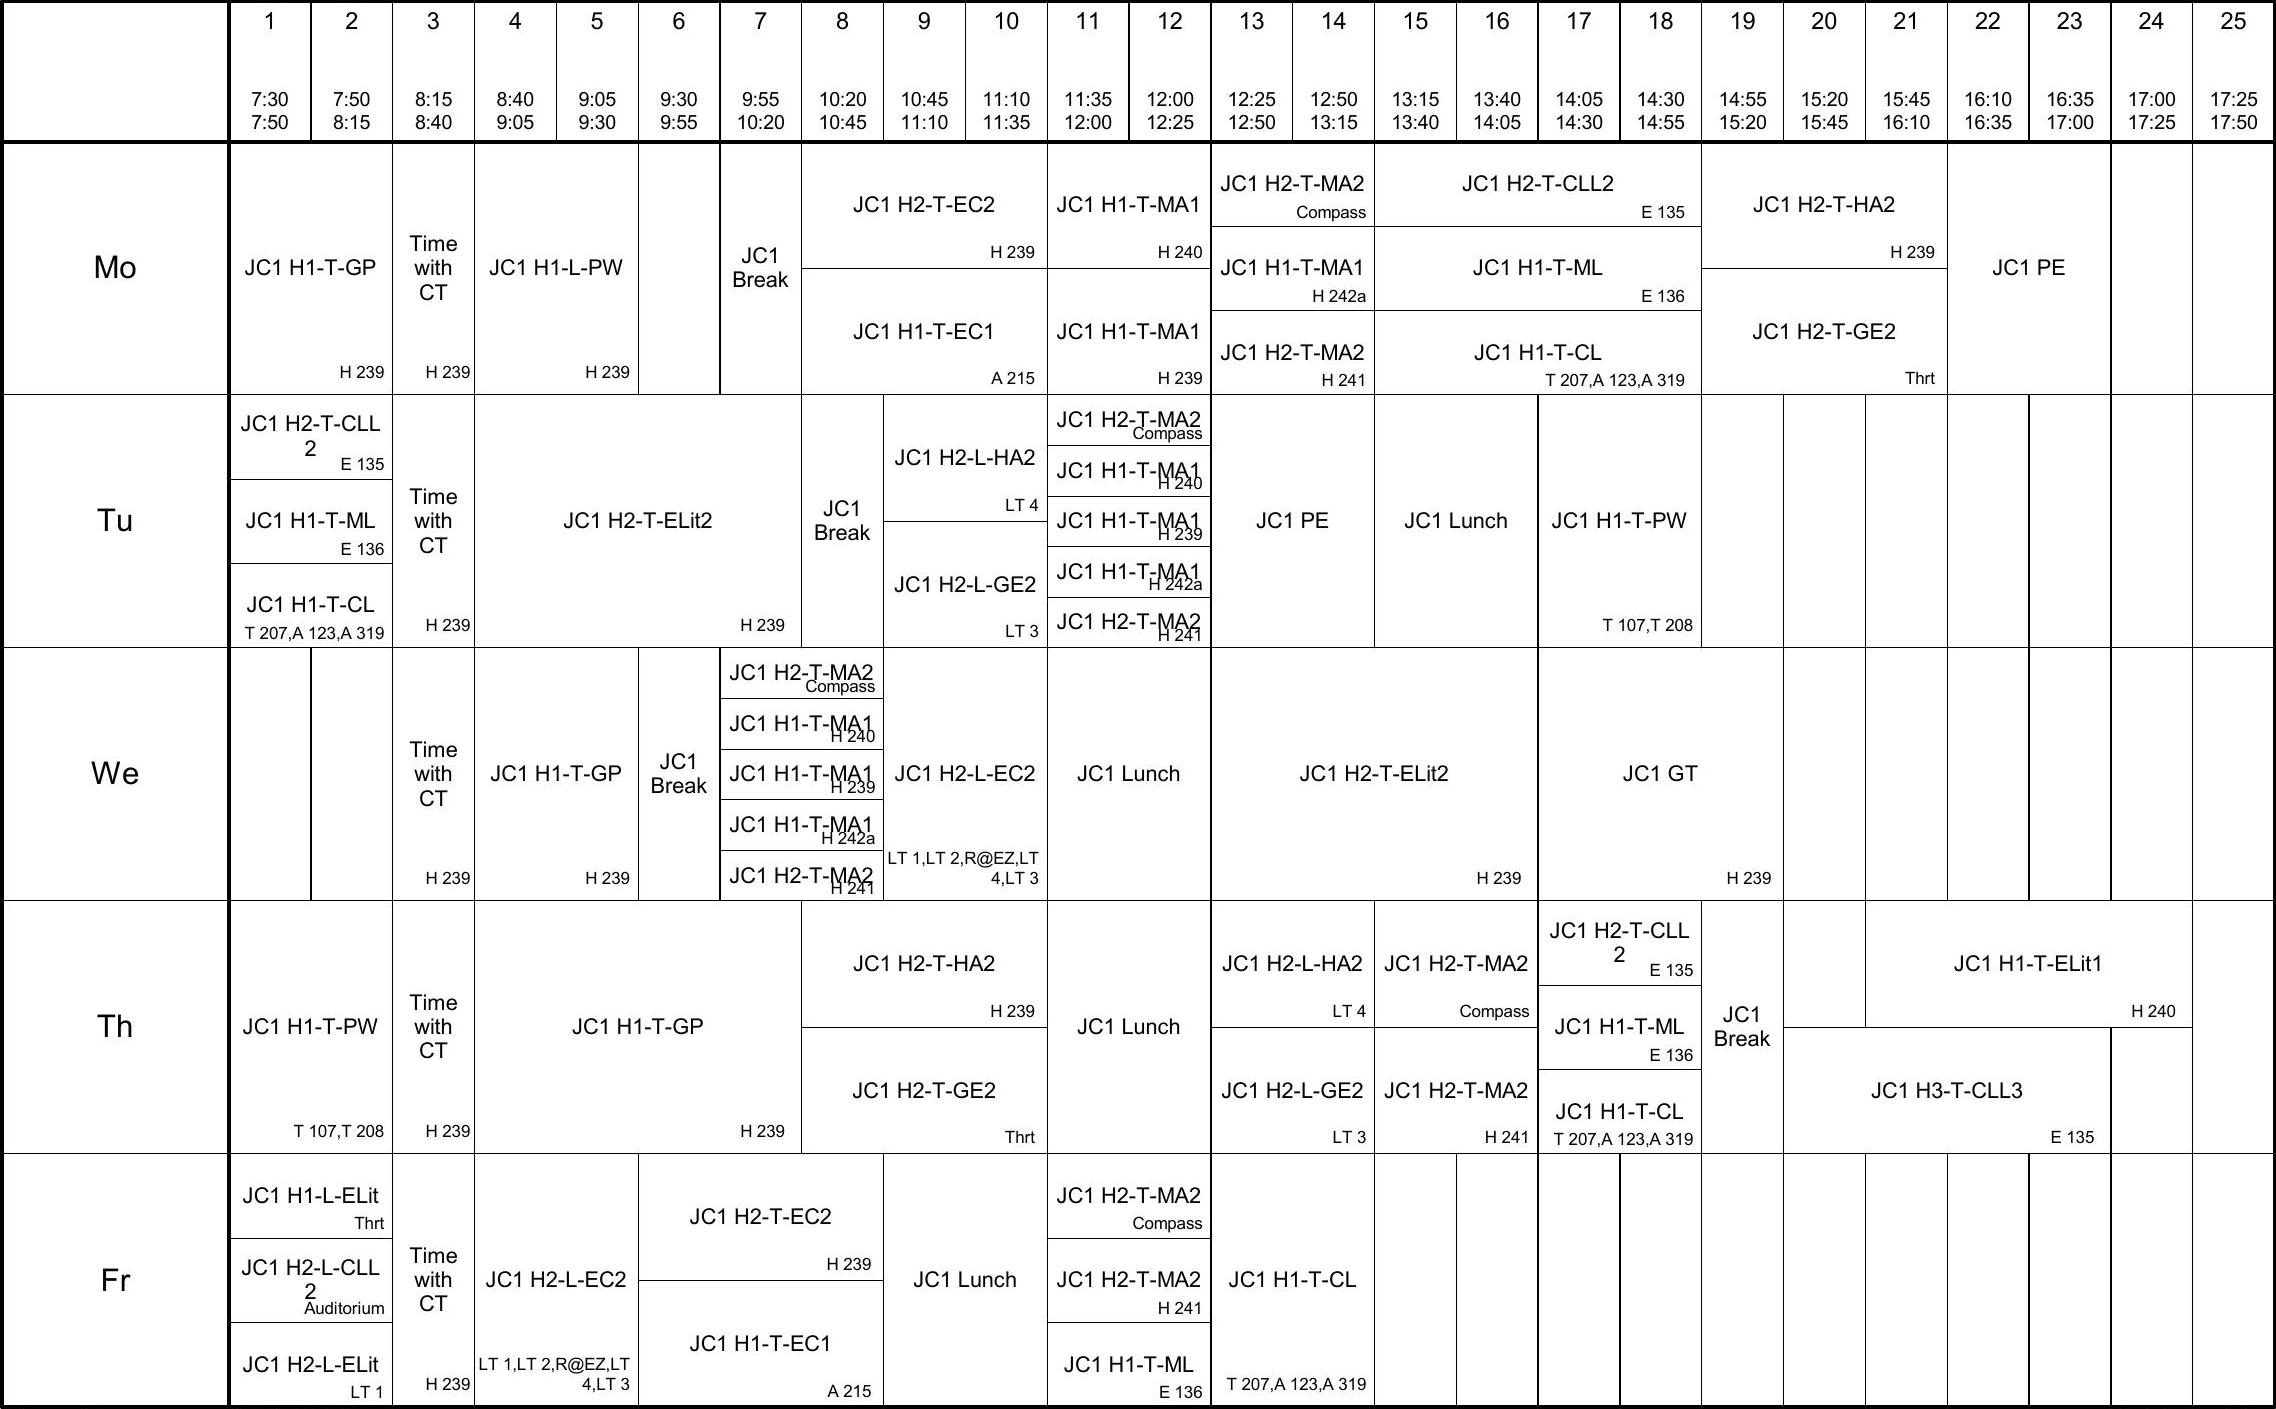 1 2 3 4 5 6 7 8 9 10 11 12 13 14 15 16 17 18 19 20 21 22 23 24 25
7:30 7:50 8:15 8:40 9:05 9:30 9:55 10:20 10:45 11:10 11:35 12:00 12:25 12:50 13:15 13:40 14:05 14:30 14:55 15:20 15:45 16:10 16:35 17:00 17:25
7:50 8:15 8:40 9:05 9:30 9:55 10:20 10:45 11:10 11:35 12:00 12:25 12:50 13:15 13:40 14:05 14:30 14:55 15:20 15:45 16:10 16:35 17:00 17:25 17:50
Mo
JC1 H1-T-GP
H 239
Time
with
CT
H 239
JC1 H1-L-PW
H 239
JC1
Break
JC1 H2-T-EC2
H 239
JC1 H1-T-EC1
A 215
JC1 H1-T-MA1
H 240
JC1 H1-T-MA1
H 239
JC1 H2-T-MA2
Compass
JC1 H1-T-MA1
H 242a
JC1 H2-T-MA2
H 241
JC1 H2-T-CLL2
E 135
JC1 H1-T-ML
E 136
JC1 H1-T-CL
T 207,A 123,A 319
JC1 H2-T-HA2
H 239
JC1 H2-T-GE2
Thrt
JC1 PE
Tu
JC1 H2-T-CLL
2
E 135
JC1 H1-T-ML
E 136
JC1 H1-T-CL
T 207,A 123,A 319
Time
with
CT
H 239
JC1 H2-T-ELit2
H 239
JC1
Break
JC1 H2-L-HA2
LT 4
JC1 H2-L-GE2
LT 3
JC1 H2-T-MA2
Compass
JC1 H1-T-MA1
H 240
JC1 H1-T-MA1
H 239
JC1 H1-T-MA1
H 242a
JC1 H2-T-MA2
H 241
JC1 PE
JC1 Lunch
JC1 H1-T-PW
T 107,T 208
We
Time
with
CT
H 239
JC1 H1-T-GP
H 239
JC1
Break
JC1 H2-T-MA2
Compass
JC1 H1-T-MA1
H 240
JC1 H1-T-MA1
H 239
JC1 H1-T-MA1
H 242a
JC1 H2-T-MA2
H 241
JC1 H2-L-EC2
LT 1,LT 2,R@EZ,LT
4,LT 3
JC1 Lunch
JC1 H2-T-ELit2
H 239
JC1 GT
H 239
Th
JC1 H1-T-PW
T 107,T 208
Time
with
CT
H 239
JC1 H1-T-GP
H 239
JC1 H2-T-HA2
H 239
JC1 H2-T-GE2
Thrt
JC1 Lunch
JC1 H2-L-HA2
LT 4
JC1 H2-L-GE2
LT 3
JC1 H2-T-MA2
Compass
JC1 H2-T-MA2
H 241
JC1 H2-T-CLL
2
E 135
JC1 H1-T-ML
E 136
JC1 H1-T-CL
T 207,A 123,A 319
JC1
Break
JC1 H1-T-ELit1
H 240
JC1 H3-T-CLL3
E 135
Fr
JC1 H1-L-ELit
Thrt
JC1 H2-L-CLL
2
Auditorium
JC1 H2-L-ELit
LT 1
Time
with
CT
H 239
JC1 H2-L-EC2
LT 1,LT 2,R@EZ,LT
4,LT 3
JC1 H2-T-EC2
H 239
JC1 H1-T-EC1
A 215
JC1 Lunch
JC1 H2-T-MA2
Compass
JC1 H2-T-MA2
H 241
JC1 H1-T-ML
E 136
JC1 H1-T-CL
T 207,A 123,A 319